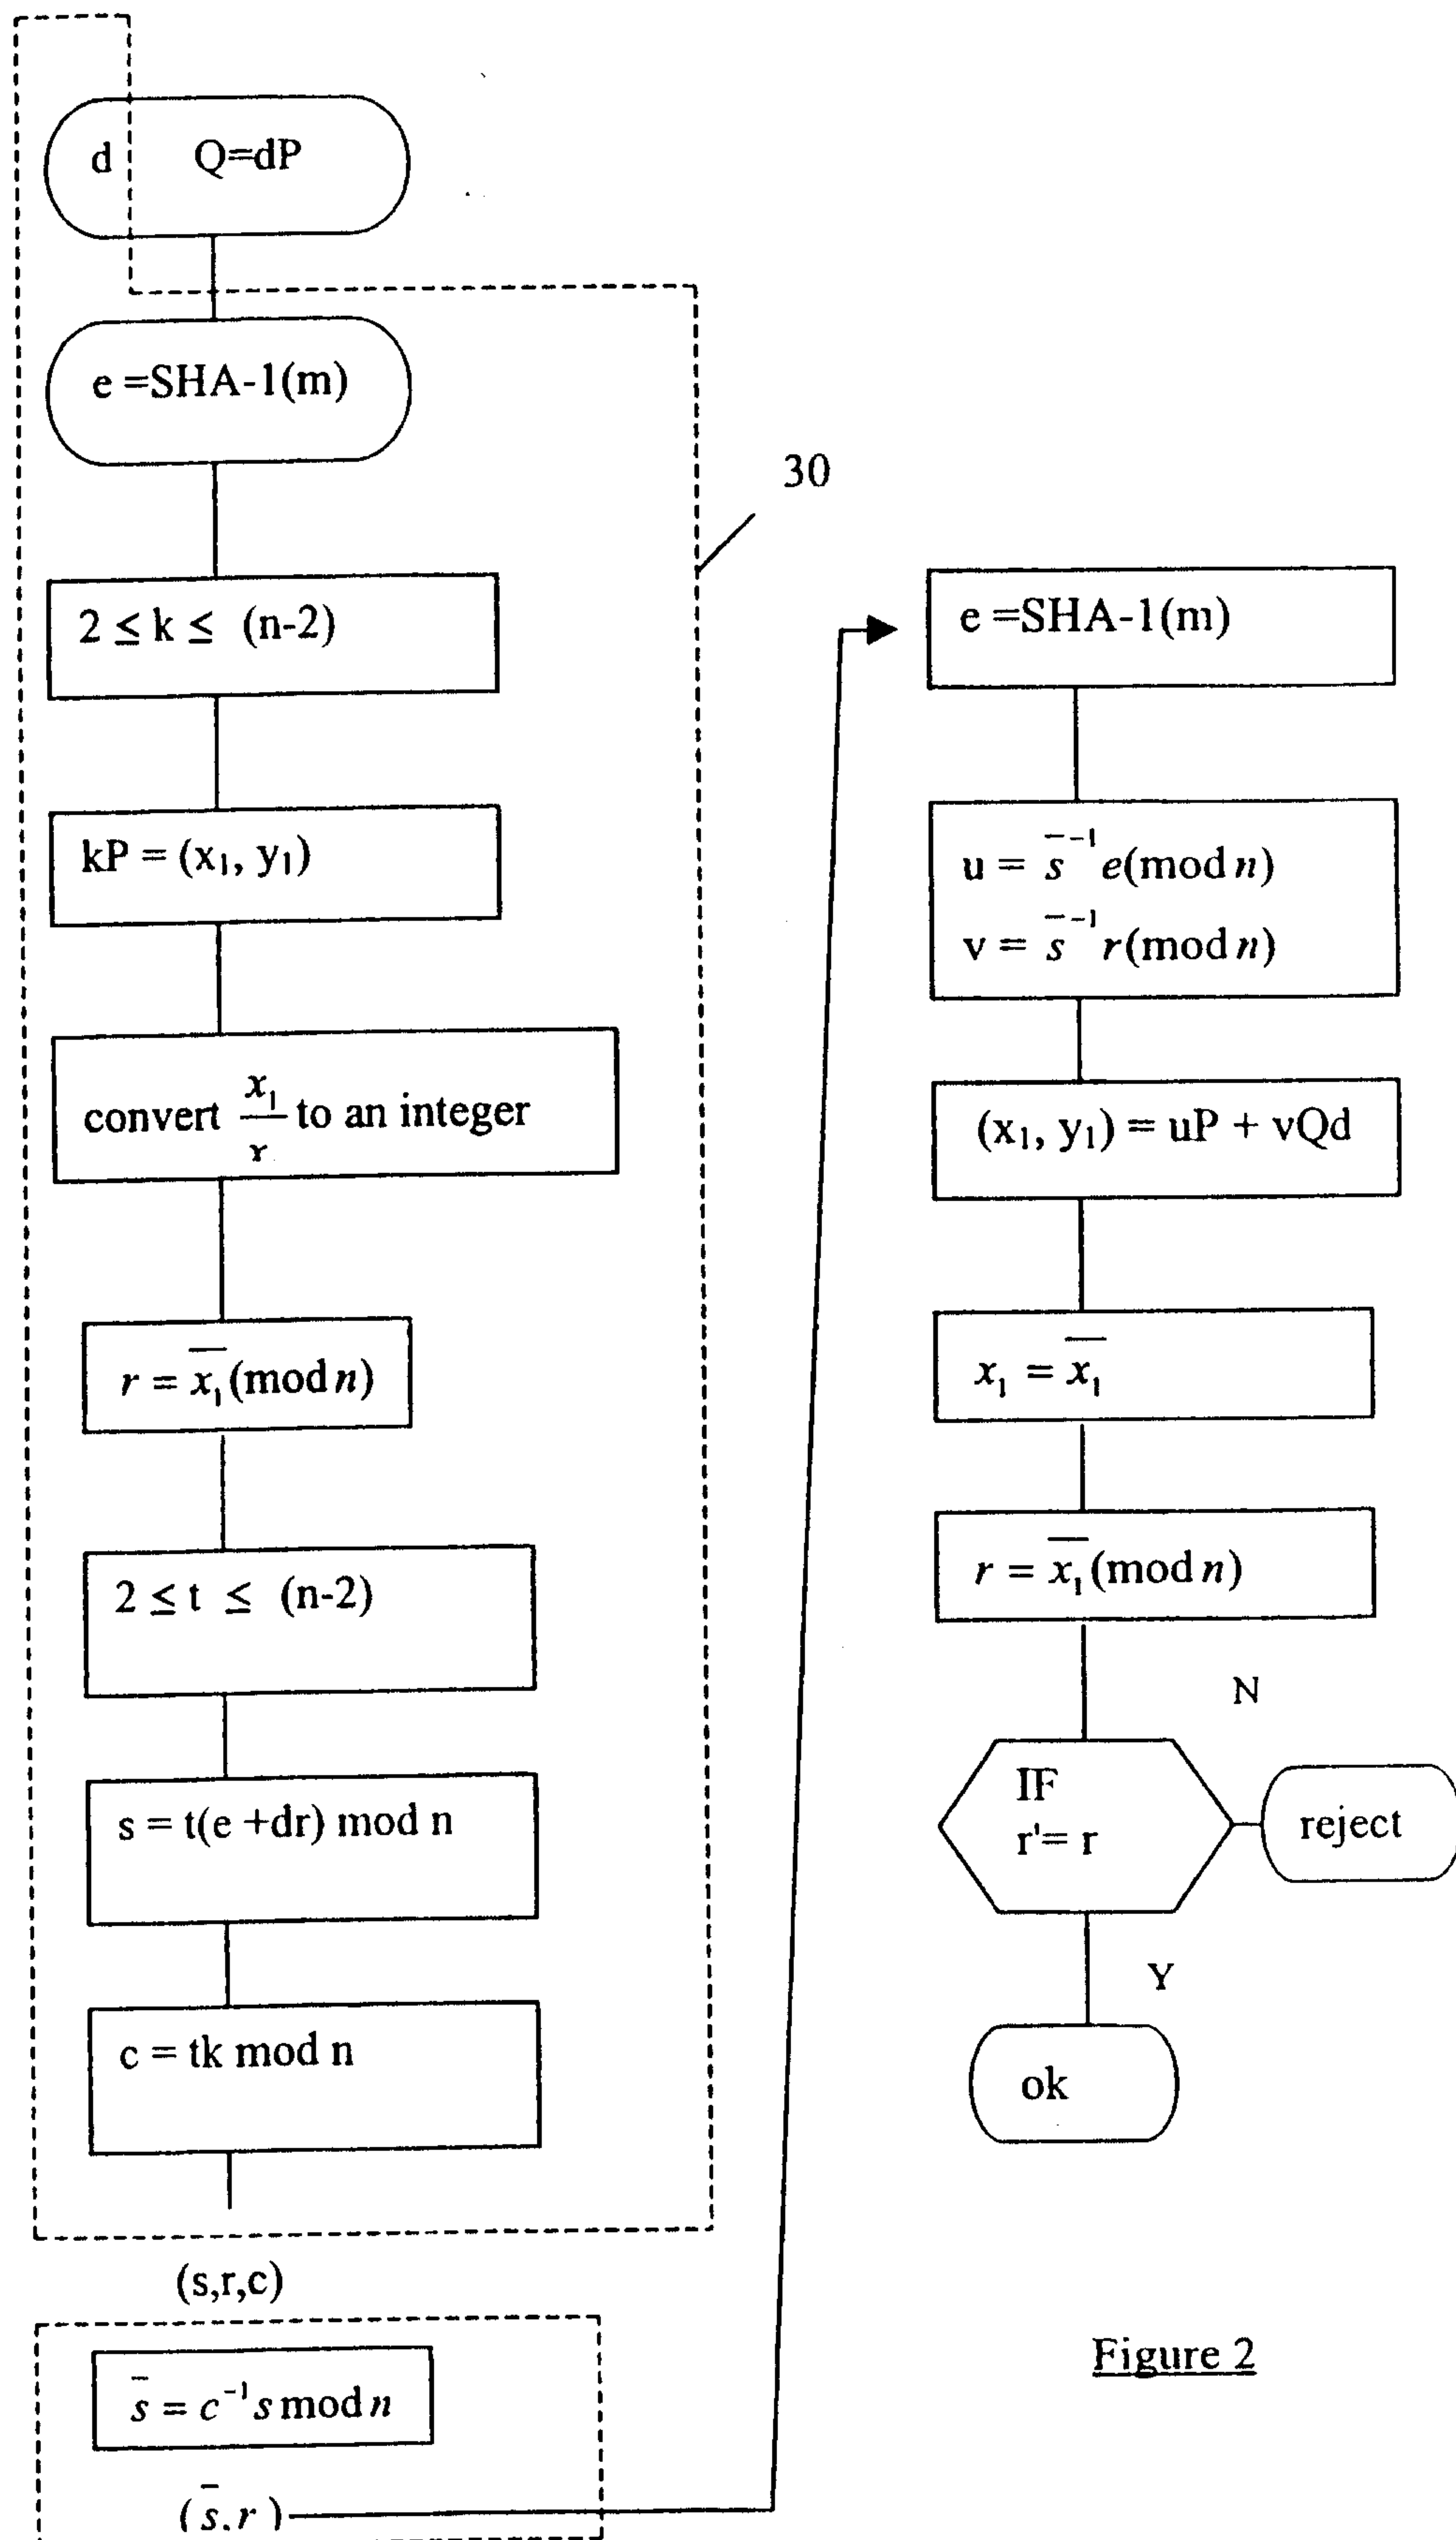 d Q=dP
e =SHA-1(m)
30
2 ≤ k ≤ (n-2)
kP = (x₁, y₁)
convert x₁/r to an integer
r = x̅₁(mod n)
2 ≤ t ≤ (n-2)
s = t(e +dr) mod n
c = tk mod n
(s,r,c)
s̅ = c⁻¹s mod n
(s̅,r)
e =SHA-1(m)
u = s̅⁻¹ e(mod n)
v = s̅⁻¹ r(mod n)
(x₁, y₁) = uP + vQd
x₁ = x̅₁
r = x̅₁(mod n)
N
IF
r'= r
reject
Y
ok
Figure 2